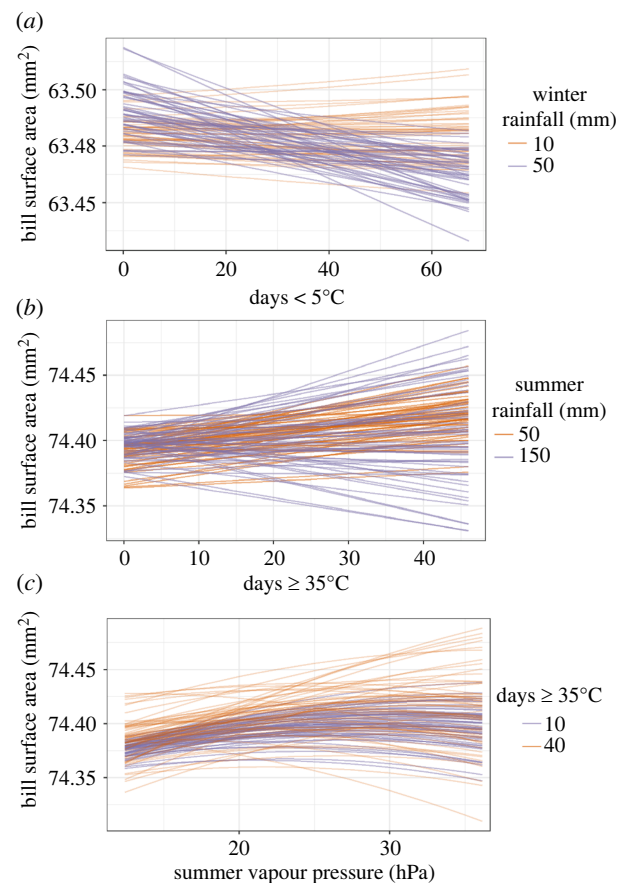 (a)
bill surface area (mm²)
63.50
63.48
63.45
0 20 40 60
days < 5°C
winter
rainfall (mm)
10
50
(b)
bill surface area (mm²)
74.45
74.40
74.35
0 10 20 30 40
days ≥ 35°C
summer
rainfall (mm)
50
150
(c)
bill surface area (mm²)
74.45
74.40
74.35
20 30
summer vapour pressure (hPa)
days ≥ 35°C
10
40